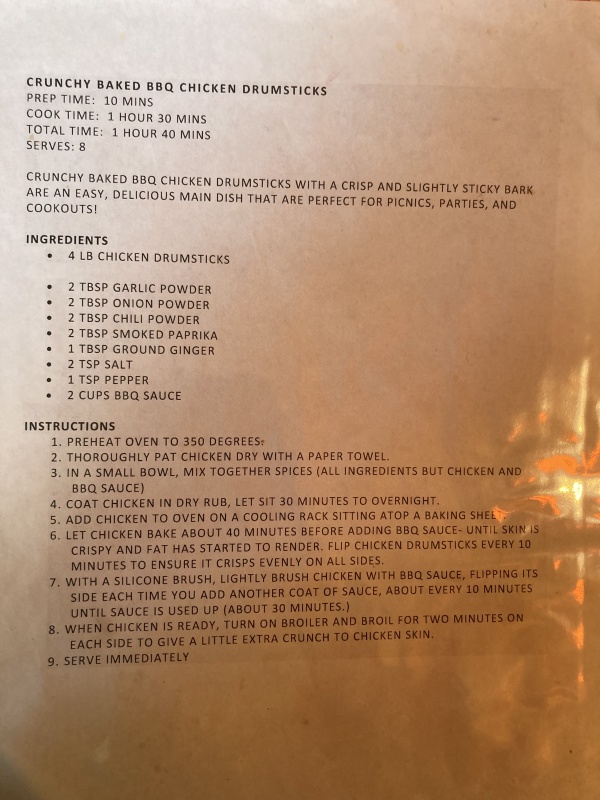 CRUNCHY BAKED BBQ CHICKEN DRUMSTICKS
PREP TIME: 10 MINS
COOK TIME: 1 HOUR 30 MINS
TOTAL TIME: 1 HOUR 40 MINS
SERVES: 8
CRUNCHY BAKED BBQ CHICKEN DRUMSTICKS WITH A CRISP AND SLIGHTLY STICKY BARK
ARE AN EASY, DELICIOUS MAIN DISH THAT ARE PERFECT FOR PICNICS, PARTIES, AND
COOKOUTS!
INGREDIENTS
• 4 LB CHICKEN DRUMSTICKS
• 2 TBSP GARLIC POWDER
• 2 TBSP ONION POWDER
• 2 TBSP CHILI POWDER
• 2 TBSP SMOKED PAPRIKA
• 1 TBSP GROUND GINGER
• 2 TSP SALT
• 1 TSP PEPPER
• 2 CUPS BBQ SAUCE
INSTRUCTIONS
1. PREHEAT OVEN TO 350 DEGREES.
2. THOROUGHLY PAT CHICKEN DRY WITH A PAPER TOWEL.
3. IN A SMALL BOWL, MIX TOGETHER SPICES (ALL INGREDIENTS BUT CHICKEN AND
BBQ SAUCE)
4. COAT CHICKEN IN DRY RUB, LET SIT 30 MINUTES TO OVERNIGHT.
5. ADD CHICKEN TO OVEN ON A COOLING RACK SITTING ATOP A BAKING SHEET.
6. LET CHICKEN BAKE ABOUT 40 MINUTES BEFORE ADDING BBQ SAUCE- UNTIL SKIN IS
CRISPY AND FAT HAS STARTED TO RENDER. FLIP CHICKEN DRUMSTICKS EVERY 10
MINUTES TO ENSURE IT CRISPS EVENLY ON ALL SIDES.
7. WITH A SILICONE BRUSH, LIGHTLY BRUSH CHICKEN WITH BBQ SAUCE, FLIPPING ITS
SIDE EACH TIME YOU ADD ANOTHER COAT OF SAUCE, ABOUT EVERY 10 MINUTES
UNTIL SAUCE IS USED UP (ABOUT 30 MINUTES.)
8. WHEN CHICKEN IS READY, TURN ON BROILER AND BROIL FOR TWO MINUTES ON
EACH SIDE TO GIVE A LITTLE EXTRA CRUNCH TO CHICKEN SKIN.
9. SERVE IMMEDIATELY